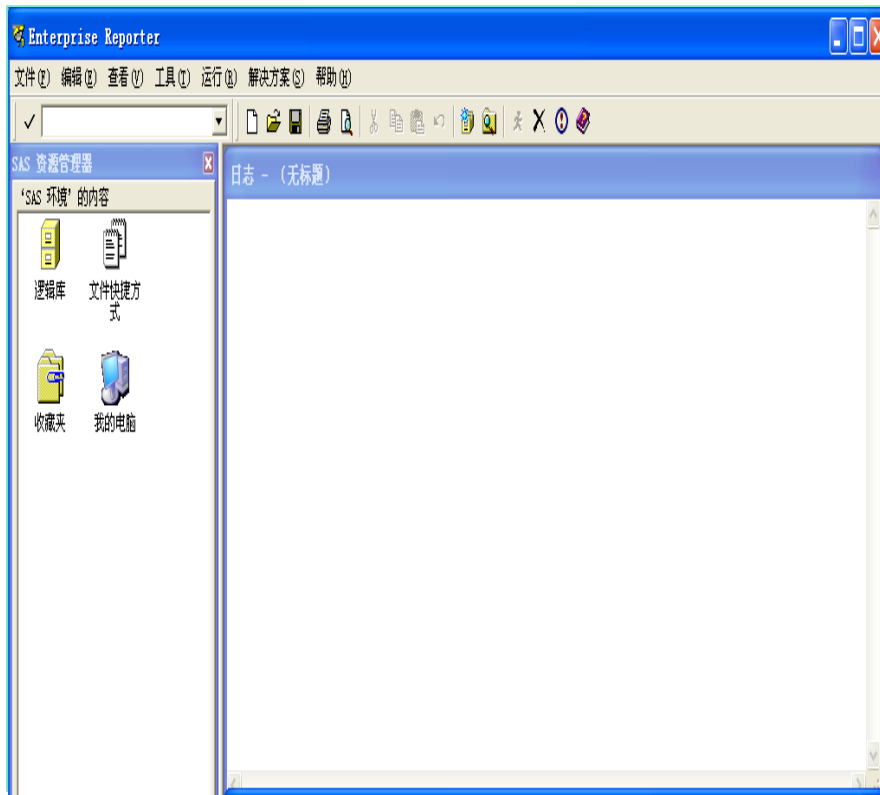 Enterprise Reporter
文件(F) 编辑(E) 查看(V) 工具(T) 运行(R) 解决方案(S) 帮助(H)
SAS 资源管理器
‘SAS 环境’的内容
逻辑库
文件快捷方
式
收藏夹
我的电脑
日志 - (无标题)